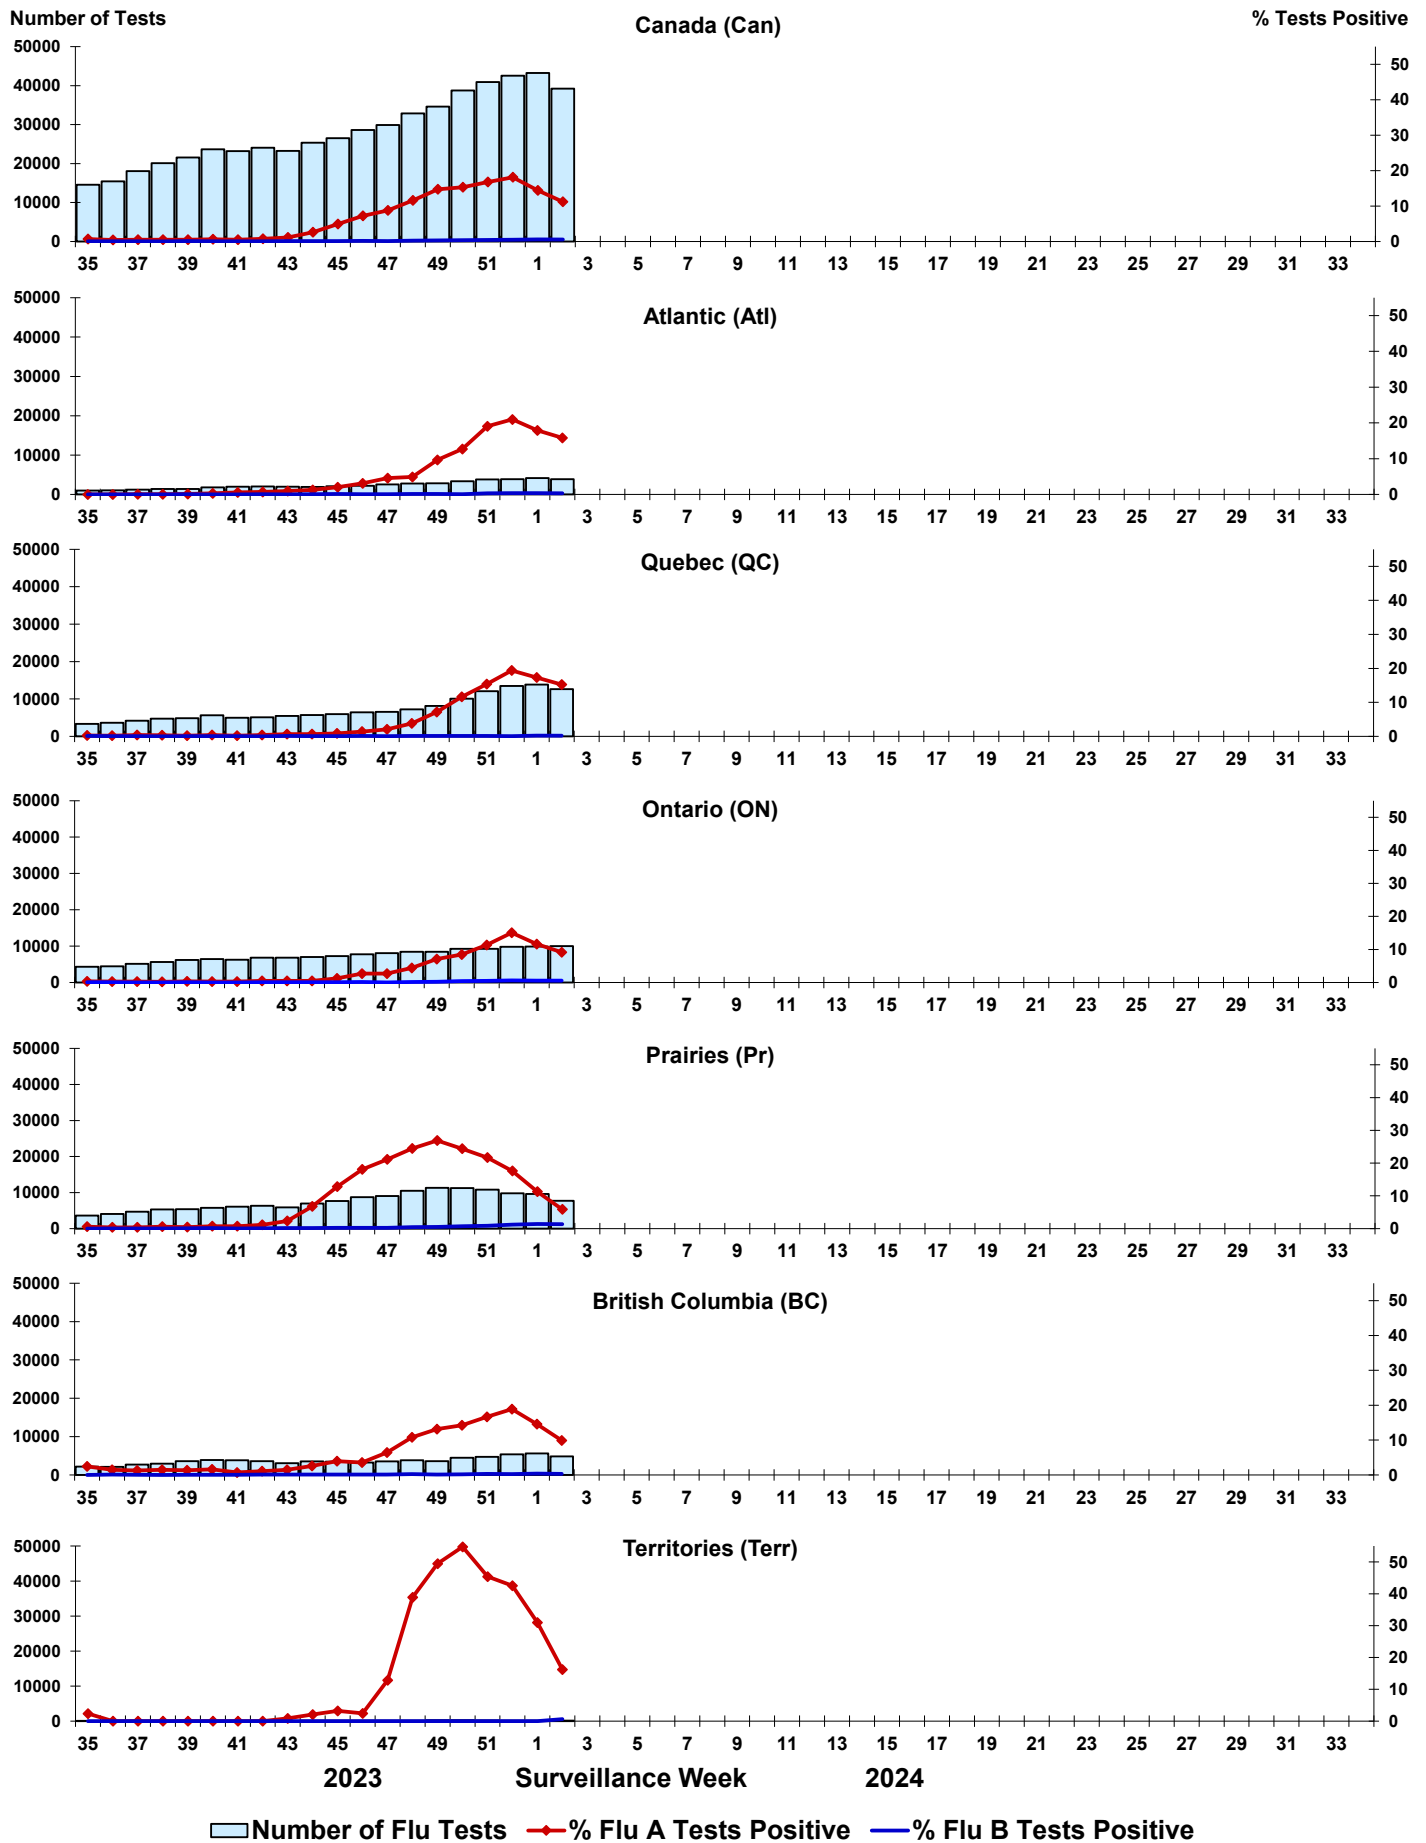 Number of Tests Canada (Can) % Tests Positive
50000 50
40000 40
30000 30
20000 20
10000 10
0 0
35 37 39 41 43 45 47 49 51 1 3 5 7 9 11 13 15 17 19 21 23 25 27 29 31 33
Atlantic (Atl)
50000 50
40000 40
30000 30
20000 20
10000 10
0 0
35 37 39 41 43 45 47 49 51 1 3 5 7 9 11 13 15 17 19 21 23 25 27 29 31 33
Quebec (QC)
50000 50
40000 40
30000 30
20000 20
10000 10
0 0
35 37 39 41 43 45 47 49 51 1 3 5 7 9 11 13 15 17 19 21 23 25 27 29 31 33
Ontario (ON)
50000 50
40000 40
30000 30
20000 20
10000 10
0 0
35 37 39 41 43 45 47 49 51 1 3 5 7 9 11 13 15 17 19 21 23 25 27 29 31 33
Prairies (Pr)
50000 50
40000 40
30000 30
20000 20
10000 10
0 0
35 37 39 41 43 45 47 49 51 1 3 5 7 9 11 13 15 17 19 21 23 25 27 29 31 33
British Columbia (BC)
50000 50
40000 40
30000 30
20000 20
10000 10
0 0
35 37 39 41 43 45 47 49 51 1 3 5 7 9 11 13 15 17 19 21 23 25 27 29 31 33
Territories (Terr)
50000 50
40000 40
30000 30
20000 20
10000 10
0 0
35 37 39 41 43 45 47 49 51 1 3 5 7 9 11 13 15 17 19 21 23 25 27 29 31 33
2023 Surveillance Week 2024
Number of Flu Tests % Flu A Tests Positive % Flu B Tests Positive